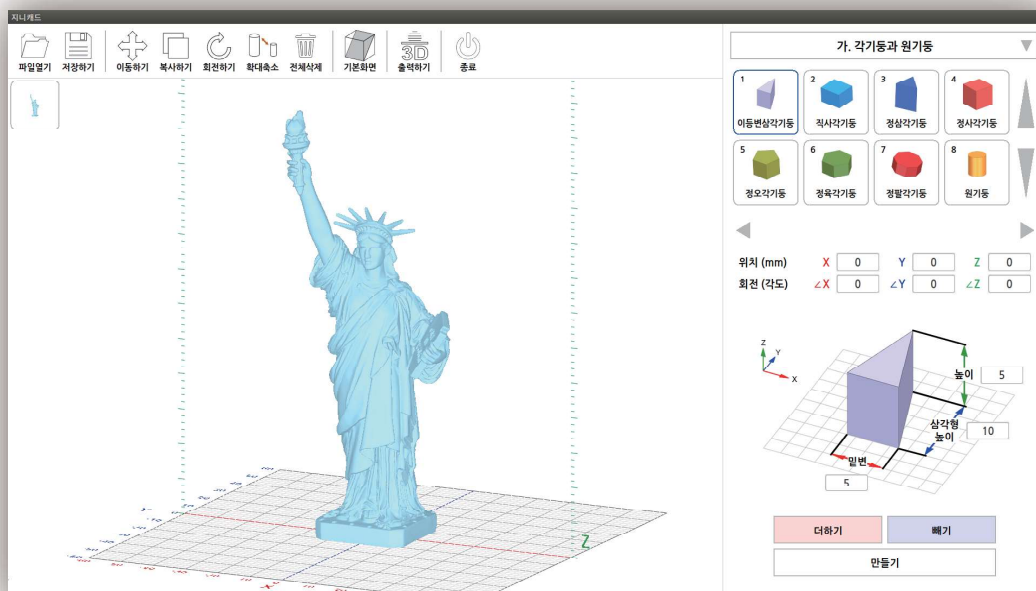 지니캐드
파일열기 저장하기 이동하기 복사하기 회전하기 확대축소 전체삭제 기본화면 3D 출력하기 종료
가. 각기둥과 원기둥
1 2 3 4
이등변삼각기둥 직사각기둥 정삼각기둥 정사각기둥
5 6 7 8
정오각기둥 정육각기둥 정팔각기둥 원기둥
위치 (mm) X 0 Y 0 Z 0
회전 (각도) ∠X 0 ∠Y 0 ∠Z 0
Z
Y
X
높이 5
삼각형
높이 10
밑변
5
더하기 빼기
만들기
Z
X